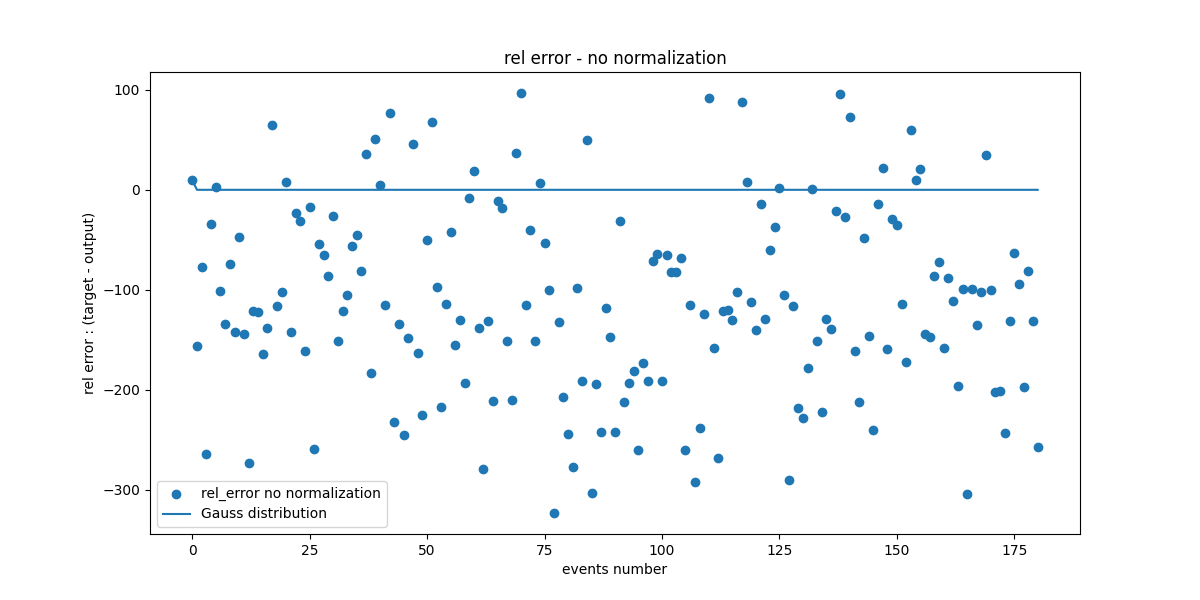 rel error - no normalization
100
0
−100
−200
−300
rel error : (target - output)
rel_error no normalization
Gauss distribution
0 25 50 75 100 125 150 175
events number